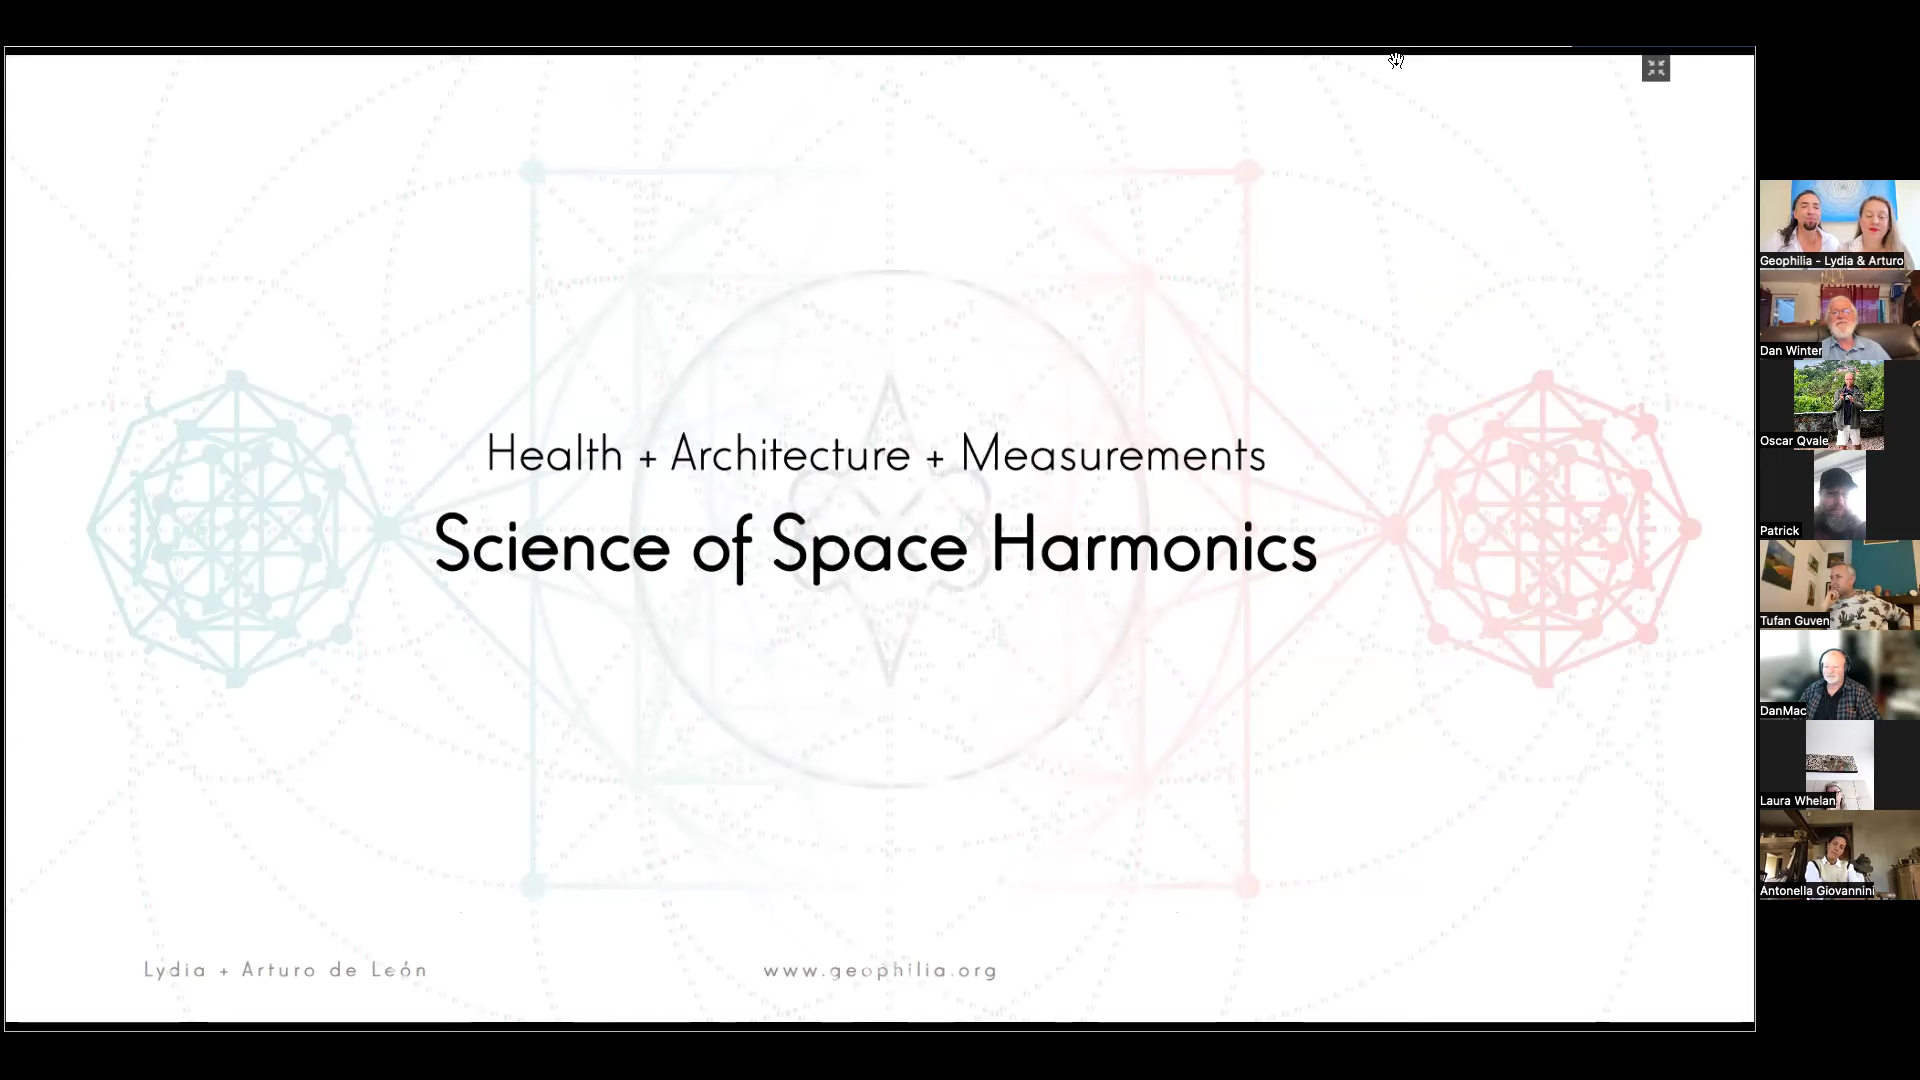 Health + Architecture + Measurements
Science of Space Harmonics
Lydia + Arturo de León
www.geophilia.org
Geophilia - Lydia & Arturo
Dan Winter
Oscar Qvale
Patrick
Tufan Guven
DanMac
Laura Whelan
Antonella Giovannini